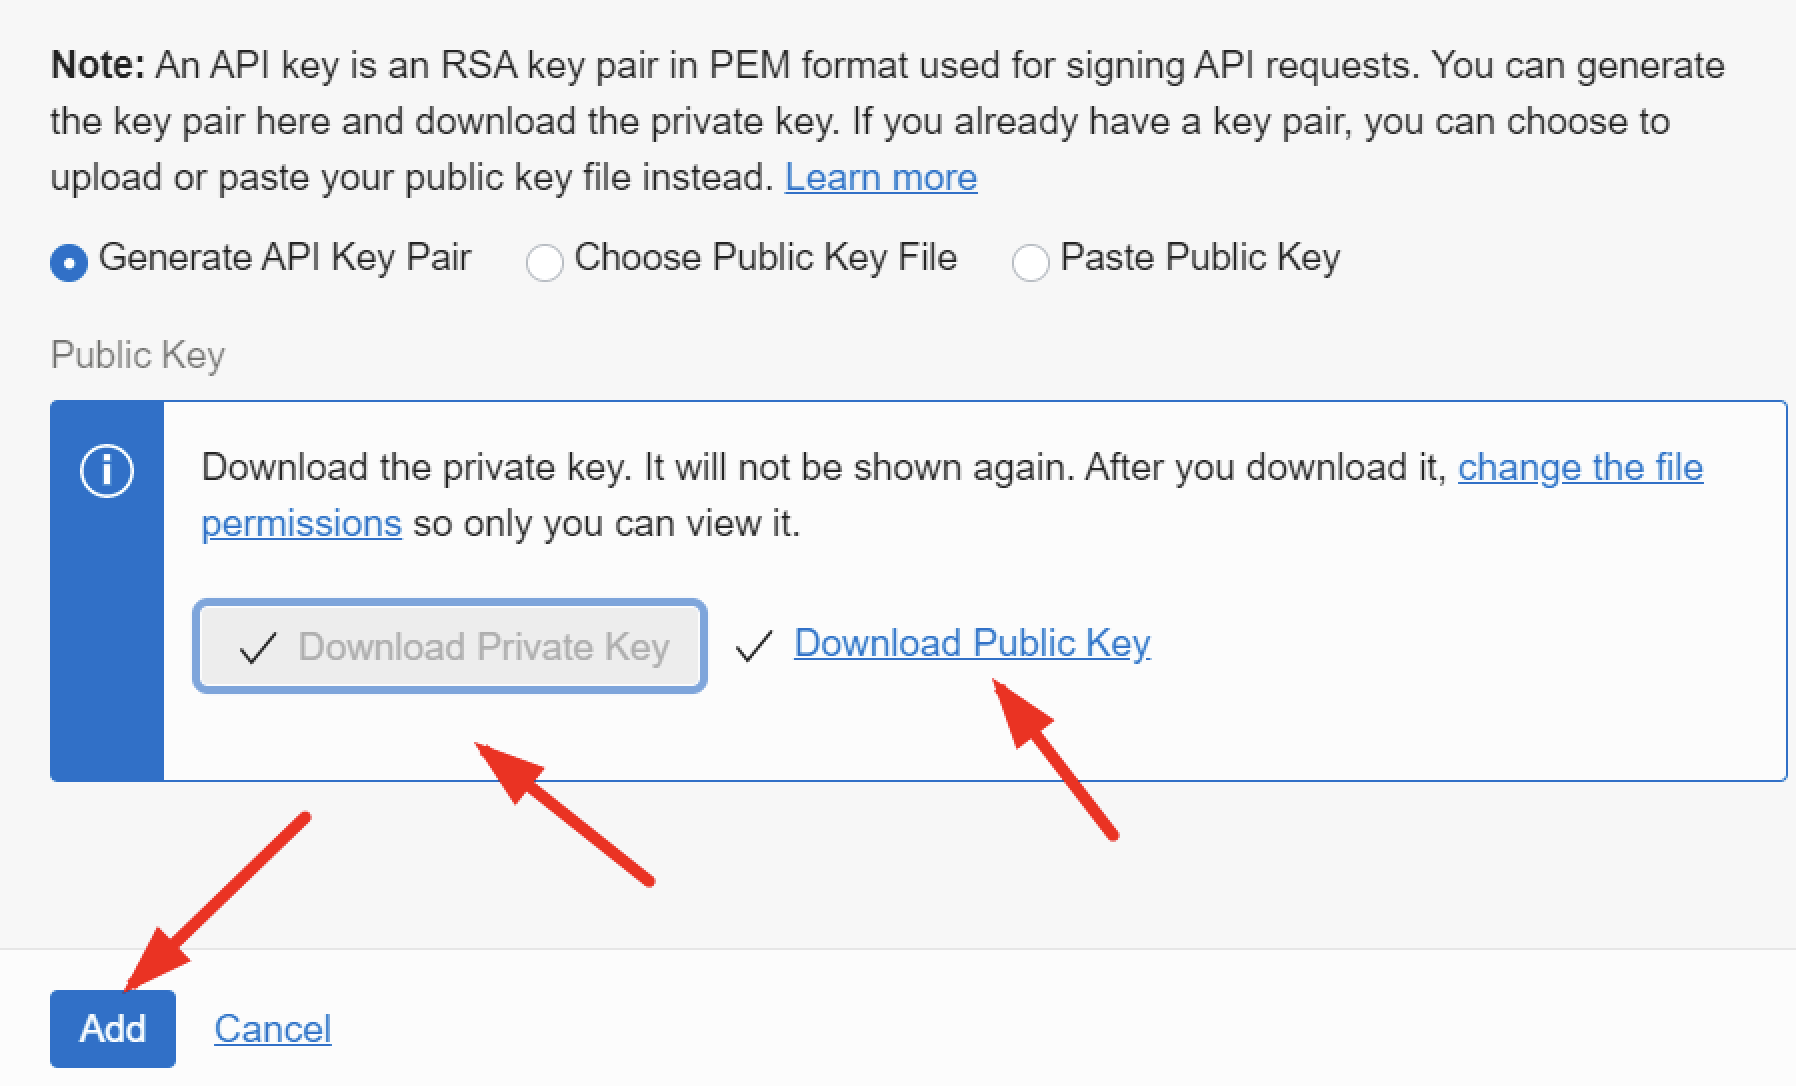 Note: An API key is an RSA key pair in PEM format used for signing API requests. You can generate
the key pair here and download the private key. If you already have a key pair, you can choose to
upload or paste your public key file instead. Learn more
Generate API Key Pair Choose Public Key File Paste Public Key
Public Key
Download the private key. It will not be shown again. After you download it, change the file
permissions so only you can view it.
Download Private Key Download Public Key
Add Cancel